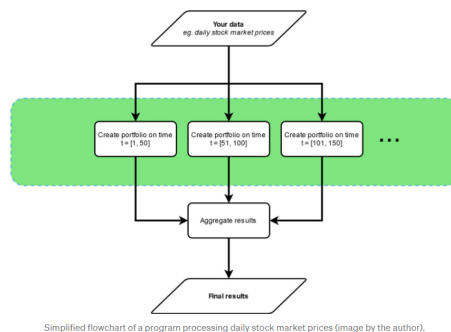 Your data
eg. daily stock market prices
Create portfolio on time
t = [1, 50]
Create portfolio on time
t = [51, 100]
Create portfolio on time
t = [101, 150]
...
Aggregate results
Final results
Simplified flowchart of a program processing daily stock market prices (image by the author).